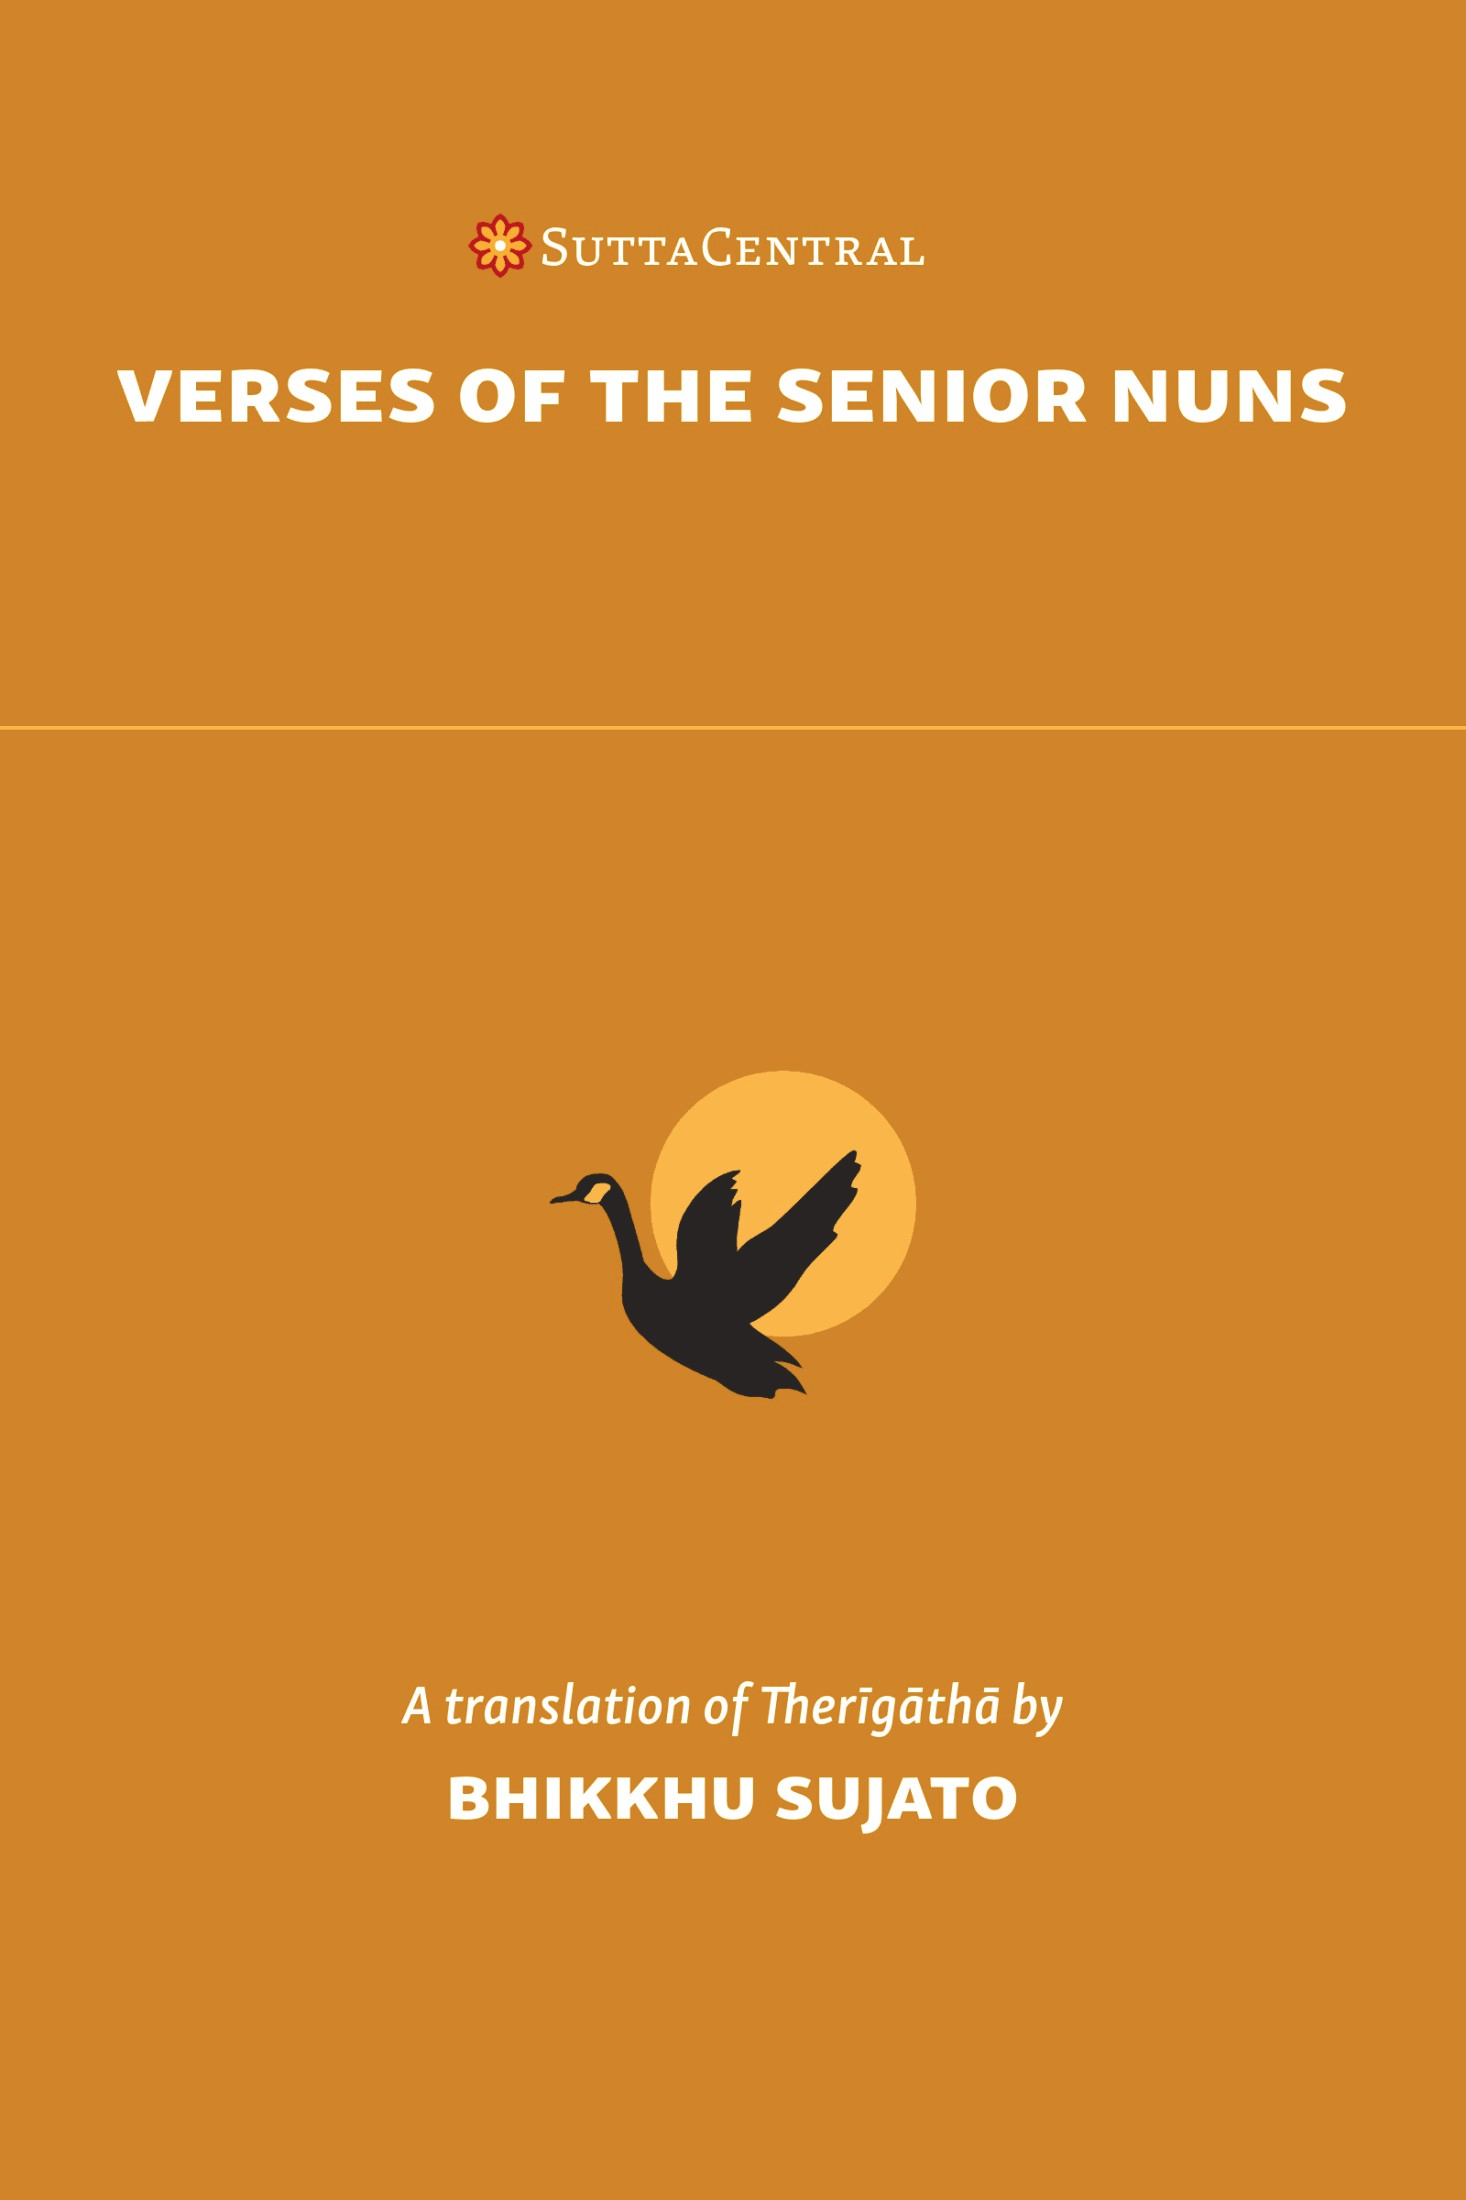 SuttaCentral
VERSES OF THE SENIOR NUNS
A translation of Therīgāthā by
BHIKKHU SUJATO